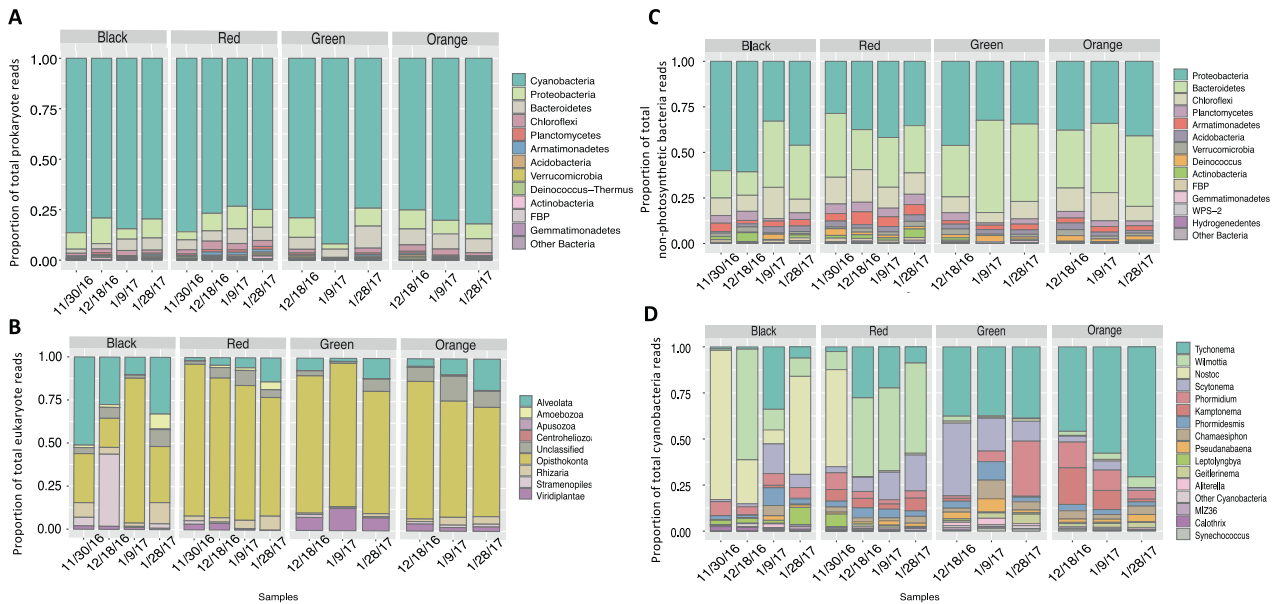 A
Black
Red
Green
Orange
Proportion of total prokaryote reads
1.00
0.75
0.50
0.25
0.00
11/30/16
12/18/16
1/9/17
1/28/17
11/30/16
12/18/16
1/9/17
1/28/17
12/18/16
1/9/17
1/28/17
12/18/16
1/9/17
1/28/17
Cyanobacteria
Proteobacteria
Bacteroidetes
Chloroflexi
Planctomycetes
Armatimonadetes
Acidobacteria
Verrucomicrobia
Deinococcus–Thermus
Actinobacteria
FBP
Gemmatimonadetes
Other Bacteria
B
Black
Red
Green
Orange
Proportion of total eukaryote reads
1.00
0.75
0.50
0.25
0.00
11/30/16
12/18/16
1/9/17
1/28/17
11/30/16
12/18/16
1/9/17
1/28/17
12/18/16
1/9/17
1/28/17
12/18/16
1/9/17
1/28/17
Samples
Alveolata
Amoebozoa
Apusozoa
Centroheliozoa
Unclassified
Opisthokonta
Rhizaria
Stramenopiles
Viridiplantae
C
Black
Red
Green
Orange
Proportion of total
non-photosynthetic bacteria reads
1.00
0.75
0.50
0.25
0.00
11/30/16
12/18/16
1/9/17
1/28/17
11/30/16
12/18/16
1/9/17
1/28/17
12/18/16
1/9/17
1/28/17
12/18/16
1/9/17
1/28/17
Proteobacteria
Bacteroidetes
Chloroflexi
Planctomycetes
Armatimonadetes
Acidobacteria
Verrucomicrobia
Deinococcus
Actinobacteria
FBP
Gemmatimonadetes
WPS–2
Hydrogenedentes
Other Bacteria
D
Black
Red
Green
Orange
Proportion of total cyanobacteria reads
1.00
0.75
0.50
0.25
0.00
11/30/16
12/18/16
1/9/17
1/28/17
11/30/16
12/18/16
1/9/17
1/28/17
12/18/16
1/9/17
1/28/17
12/18/16
1/9/17
1/28/17
Samples
Tychonema
Wilmottia
Nostoc
Scytonema
Phormidium
Kamptonema
Phormidesmis
Chamaesiphon
Pseudanabaena
Leptolyngbya
Geitlerinema
Aliterella
Other Cyanobacteria
MIZ36
Calothrix
Synechococcus